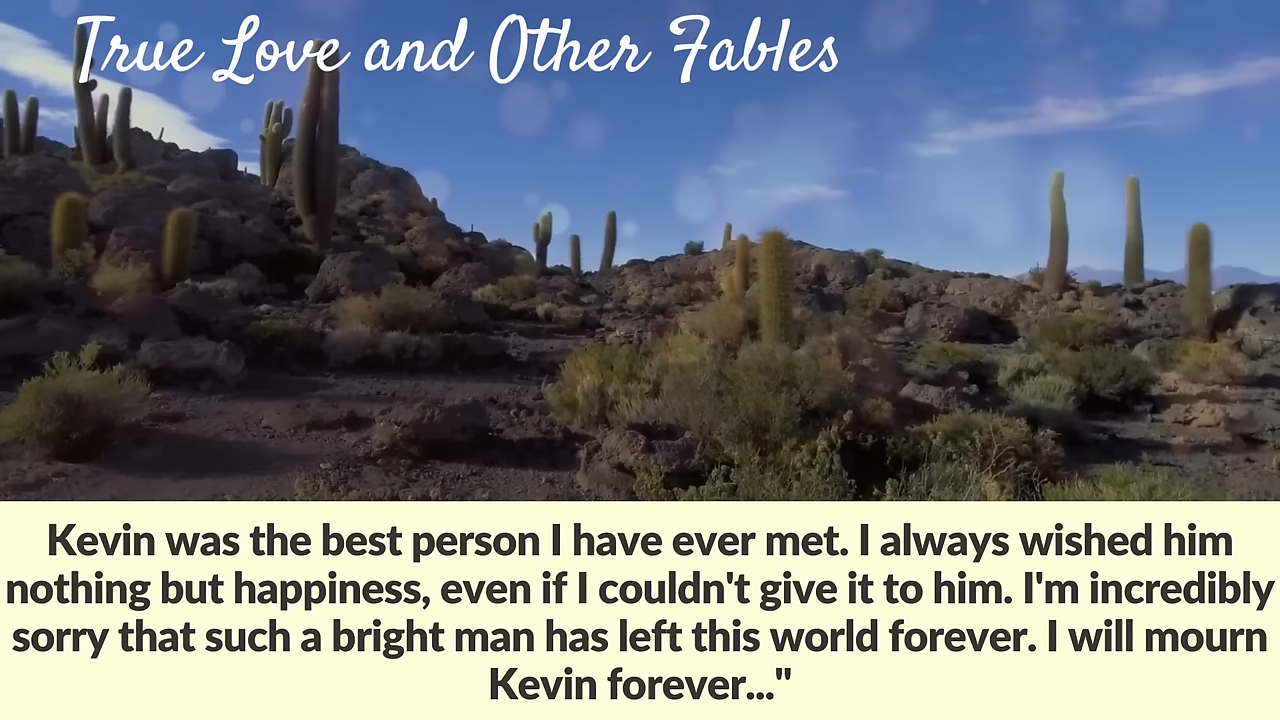 True Love and Other Fables
Kevin was the best person I have ever met. I always wished him
nothing but happiness, even if I couldn't give it to him. I'm incredibly
sorry that such a bright man has left this world forever. I will mourn
Kevin forever..."